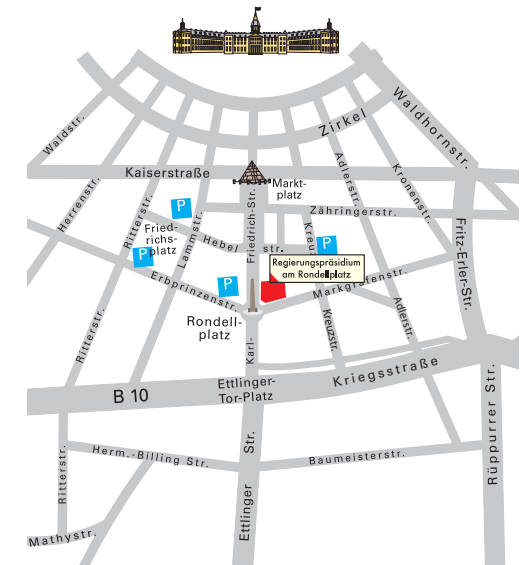 Zirkel
Waldhornstr.
Waldstr.
Kaiserstraße
Adlerstr.
Kronenstr.
Markt-
platz
Herrenstr.
Ritterstr.
P
Lammstr.
Friedrich-Str.
Zähringerstr.
Fritz-Erler-Str.
Fried-
richs-
platz
Hebel
str.
Kreuz
P
P
Regierungspräsidium
am Rondellplatz
Erbprinzenstr.
P
Markgrafenstr.
Rondell-
platz
Karl-
Kreuzstr.
Adlerstr.
Ritterstr.
Kriegsstraße
B 10
Ettlinger-
Tor-Platz
Rüppurrer Str.
Herm.-Billing Str.
Baumeisterstr.
Ettlinger Str.
Ritterstr.
Mathystr.